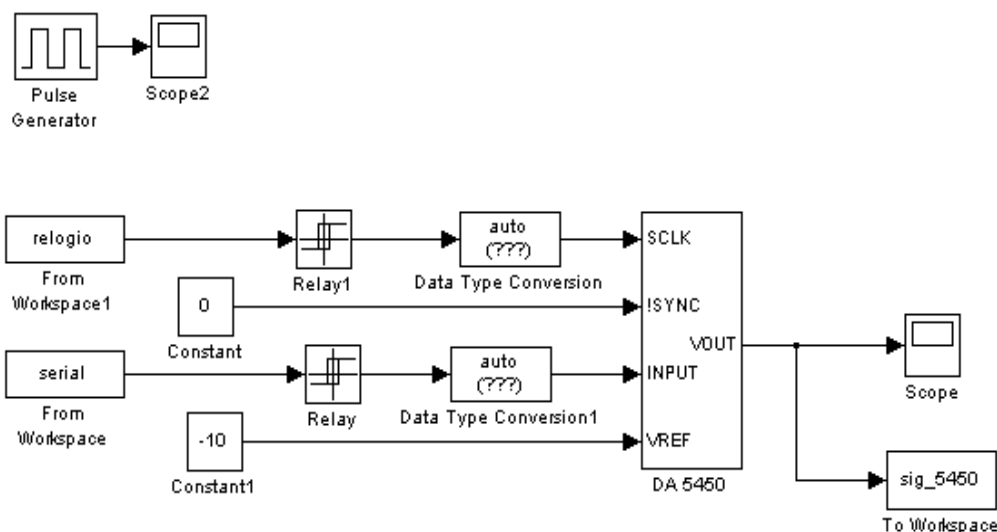 Pulse
Generator
Scope2
relogio
From
Workspace1
Relay1
auto
(???)
Data Type Conversion
SCLK
0
Constant
!SYNC
VOUT
Scope
serial
From
Workspace
Relay
auto
(???)
Data Type Conversion1
INPUT
-10
Constant1
VREF
DA 5450
sig_5450
To Workspace